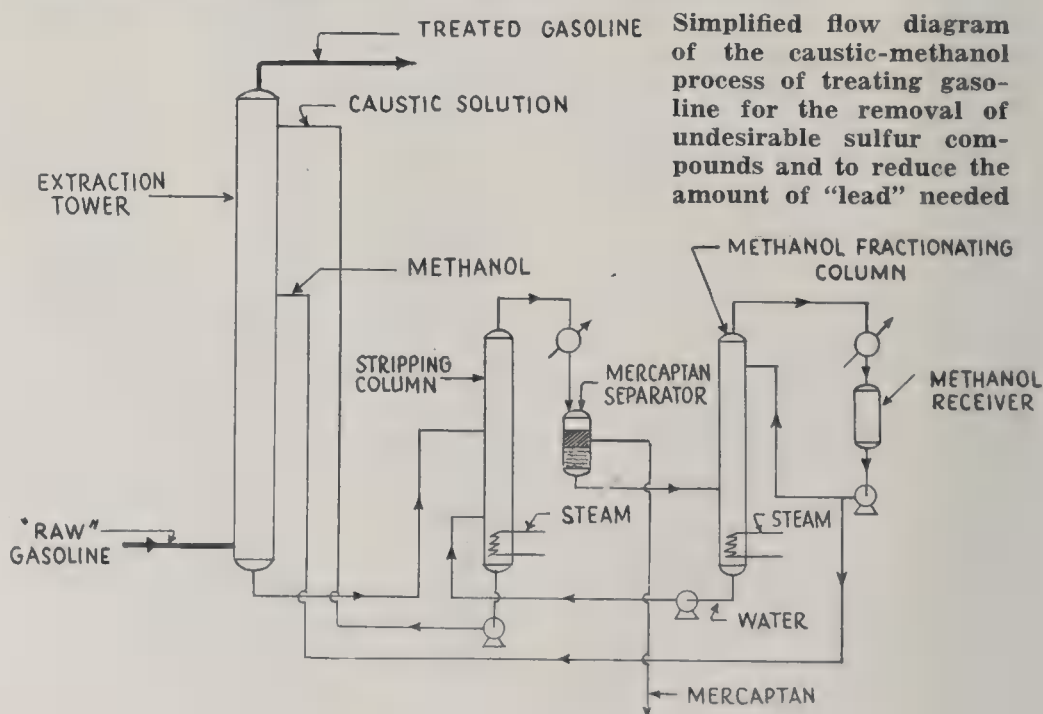 TREATED GASOLINE
CAUSTIC SOLUTION
Simplified flow diagram
of the caustic-methanol
process of treating gaso-
line for the removal of
undesirable sulfur com-
pounds and to reduce the
amount of “lead” needed
EXTRACTION
TOWER
METHANOL
METHANOL FRACTIONATING
COLUMN
STRIPPING
COLUMN
MERCAPTAN
SEPARATOR
METHANOL
RECEIVER
"RAW"
GASOLINE
STEAM
STEAM
WATER
MERCAPTAN